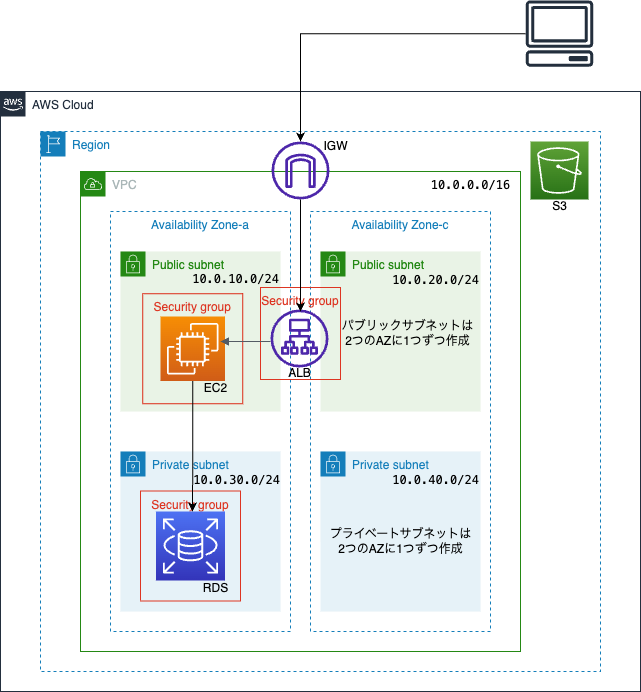 aws
AWS Cloud
Region
IGW
S3
VPC
10.0.0.0/16
Availability Zone-a
Availability Zone-c
Public subnet
10.0.10.0/24
Public subnet
10.0.20.0/24
Security group
EC2
Security group
ALB
パブリックサブネットは
2つのAZに1つずつ作成
Private subnet
10.0.30.0/24
Private subnet
10.0.40.0/24
Security group
RDS
プライベートサブネットは
2つのAZに1つずつ作成